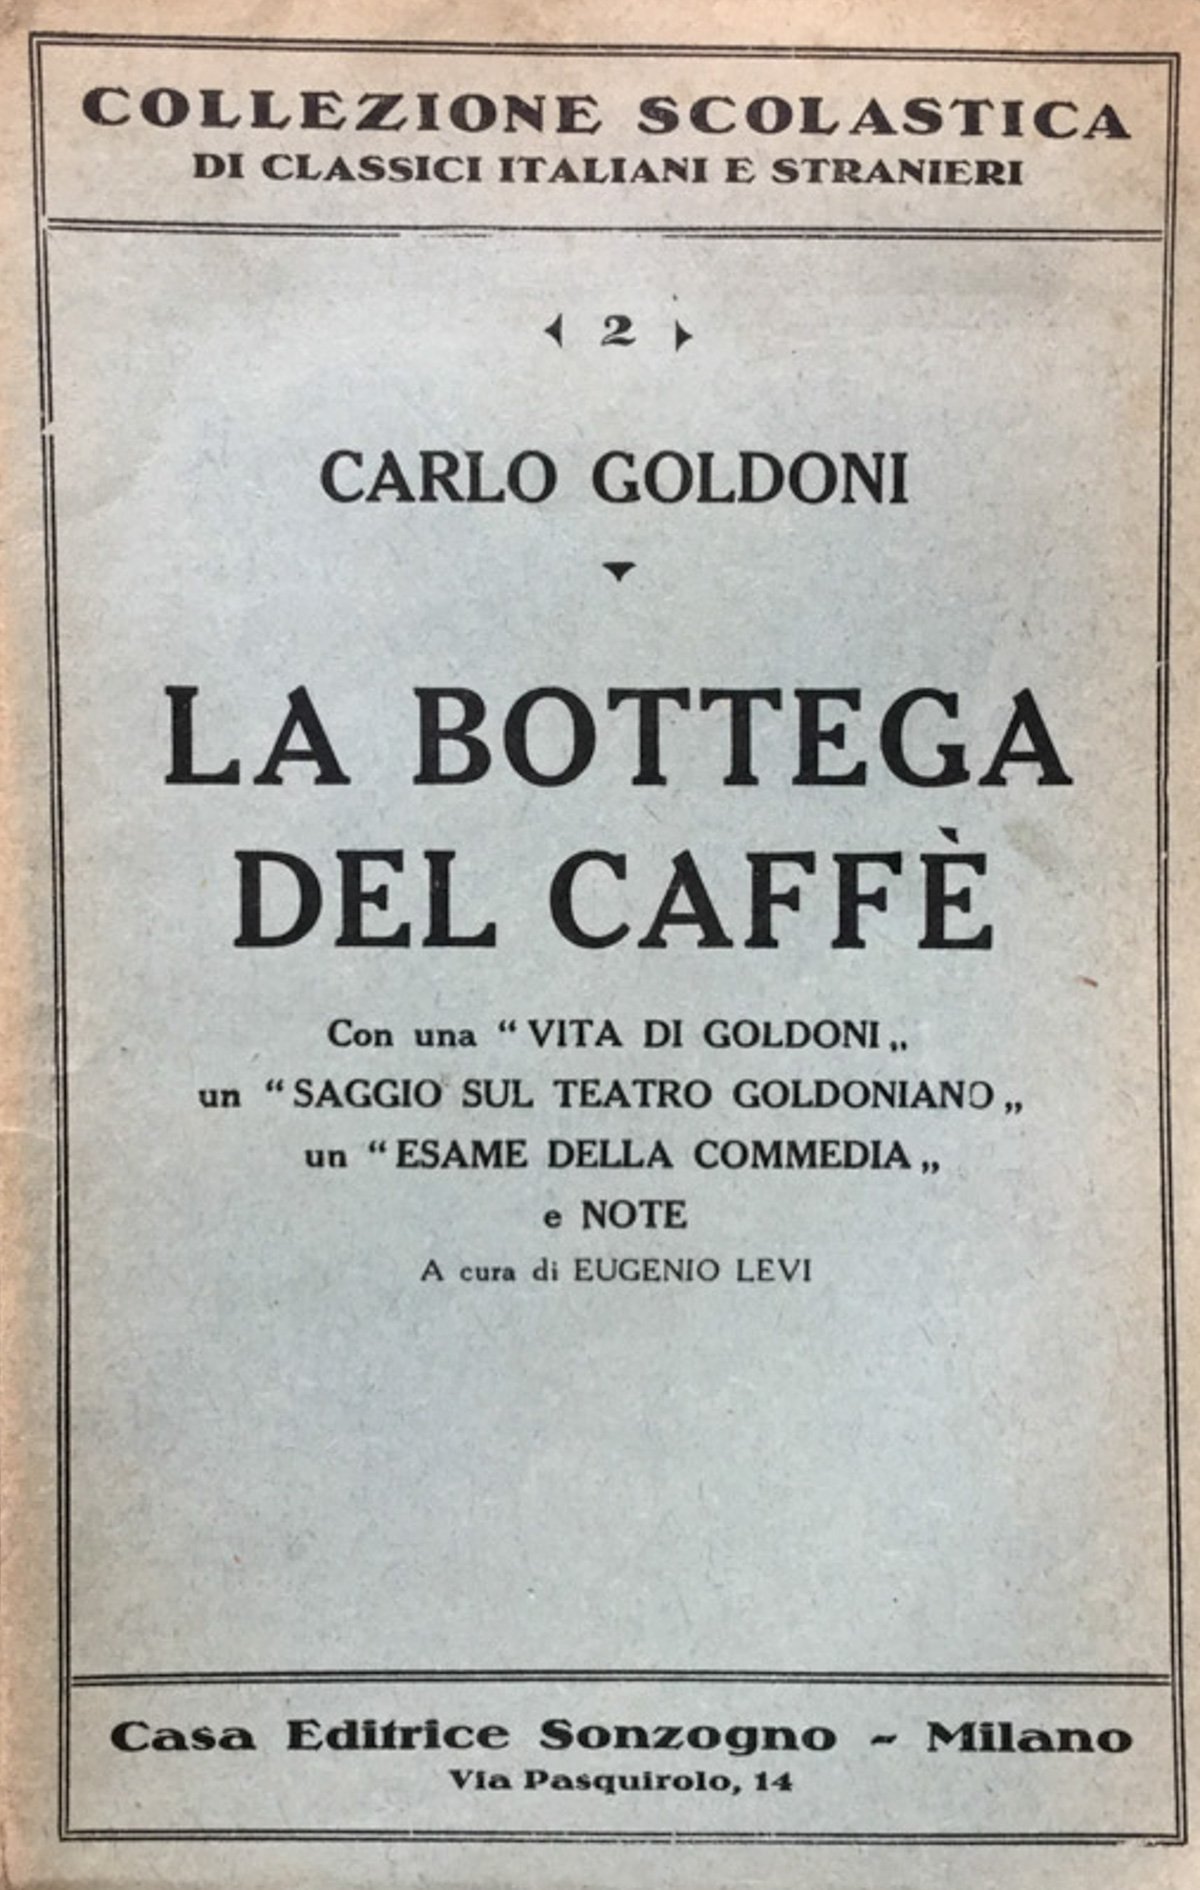 COLLEZIONE SCOLASTICA
DI CLASSICI ITALIANI E STRANIERI
2
CARLO GOLDONI
LA BOTTEGA
DEL CAFFÈ
Con una “VITA DI GOLDONI„
un “SAGGIO SUL TEATRO GOLDONIANO„
un “ESAME DELLA COMMEDIA„
e NOTE
A cura di EUGENIO LEVI
Casa Editrice Sonzogno - Milano
Via Pasquirolo, 14